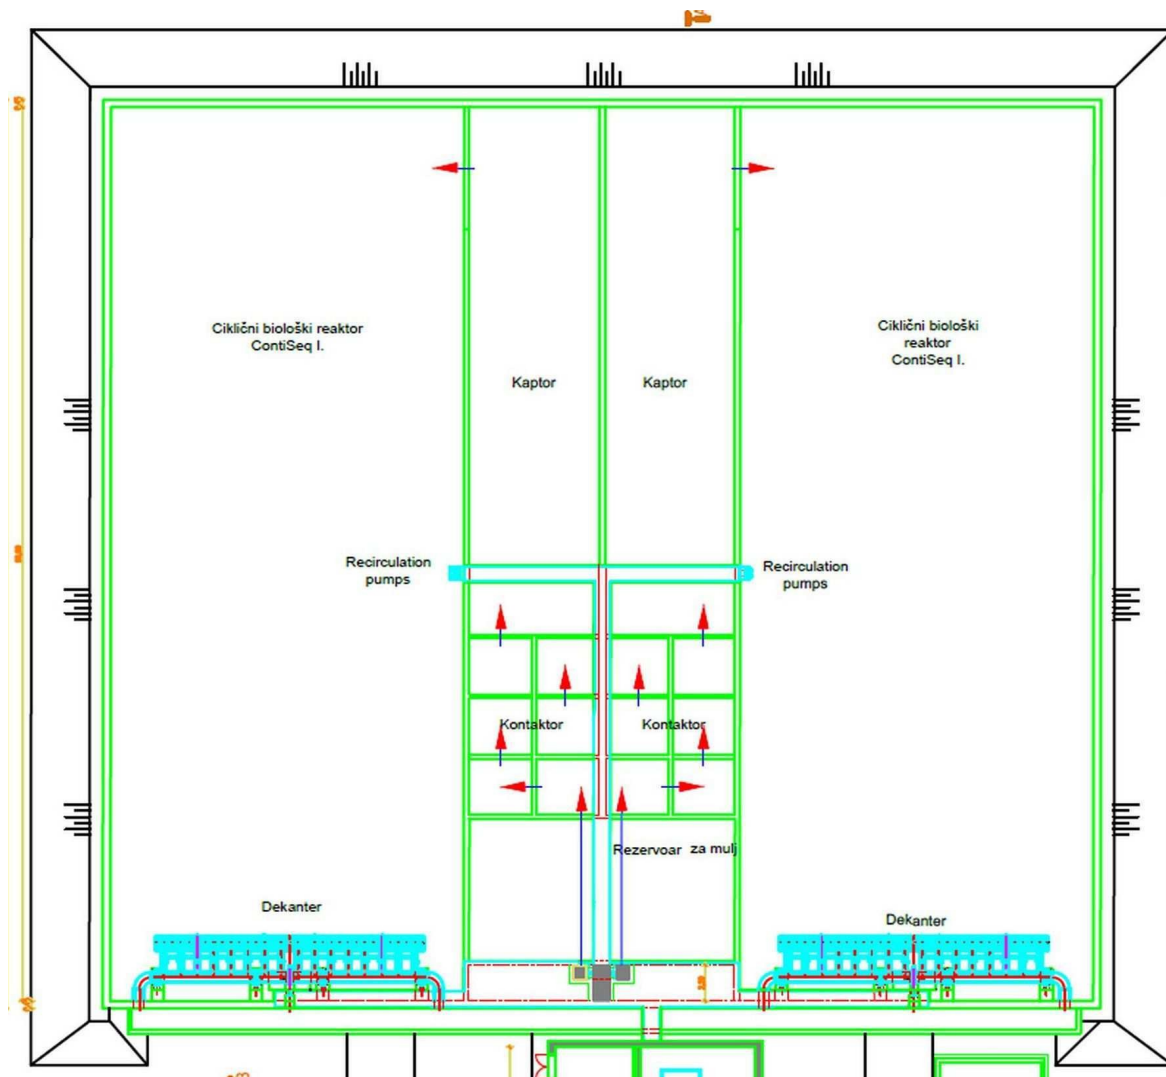 Ciklični biološki reaktor
ContiSeq I.
Ciklični biološki
reaktor
ContiSeq I.
Kaptor
Kaptor
Recirculation
pumps
Recirculation
pumps
Kontaktor
Kontaktor
Rezervoar za mulj
Dekanter
Dekanter